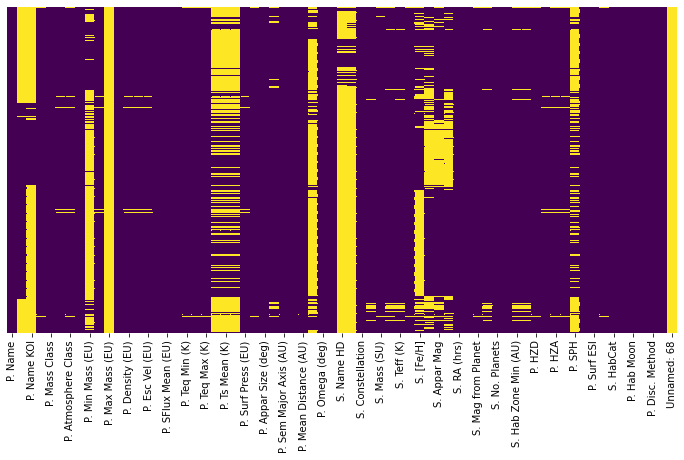 P. Name
P. Name KOI
P. Mass Class
P. Atmosphere Class
P. Min Mass (EU)
P. Max Mass (EU)
P. Density (EU)
P. Esc Vel (EU)
P. SFlux Mean (EU)
P. Teq Min (K)
P. Teq Max (K)
P. Ts Mean (K)
P. Surf Press (EU)
P. Appar Size (deg)
P. Sem Major Axis (AU)
P. Mean Distance (AU)
P. Omega (deg)
S. Name HD
S. Constellation
S. Mass (SU)
S. Teff (K)
S. [Fe/H]
S. Appar Mag
S. RA (hrs)
S. Mag from Planet
S. No. Planets
S. Hab Zone Min (AU)
P. HZD
P. HZA
P. SPH
P. Surf ESI
S. HabCat
P. Hab Moon
P. Disc. Method
Unnamed: 68